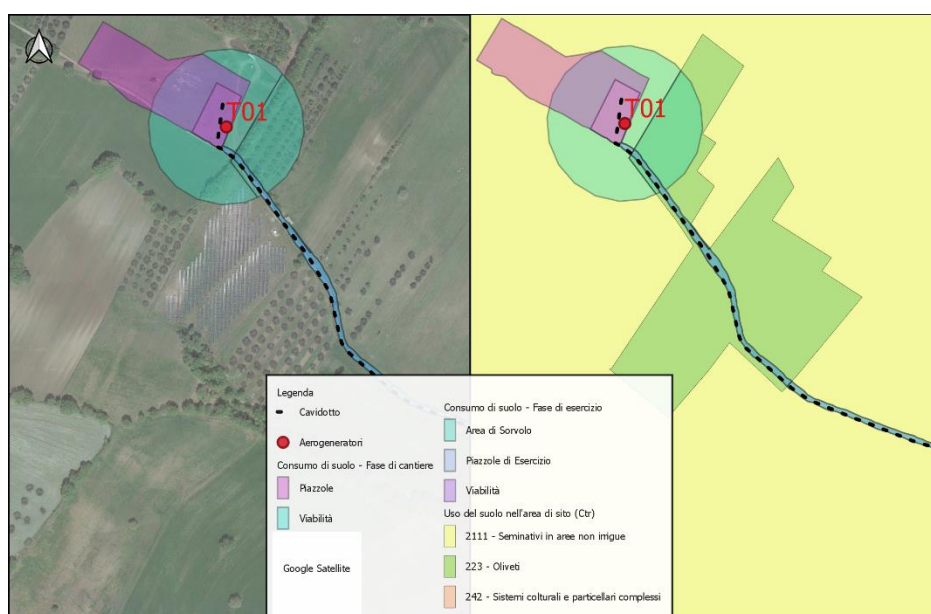 T01
T01
Legenda
Cavidotto
Aerogeneratori
Consumo di suolo - Fase di cantiere
Piazzole
Viabilità
Google Satellite
Consumo di suolo - Fase di esercizio
Area di Sorvolo
Piazzole di Esercizio
Viabilità
Uso del suolo nell'area di sito (Ctr)
2111 - Seminativi in aree non irrigue
223 - Oliveti
242 - Sistemi colturali e particellari complessi